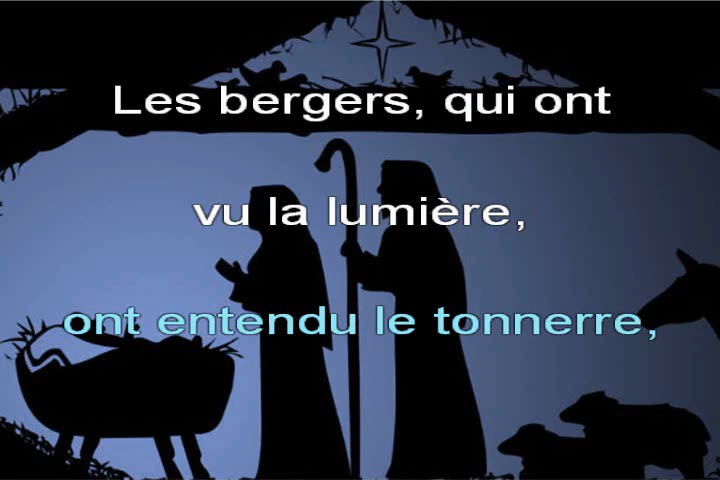 Les bergers, qui ont
vu la lumière,
ont entendu le tonnerre,